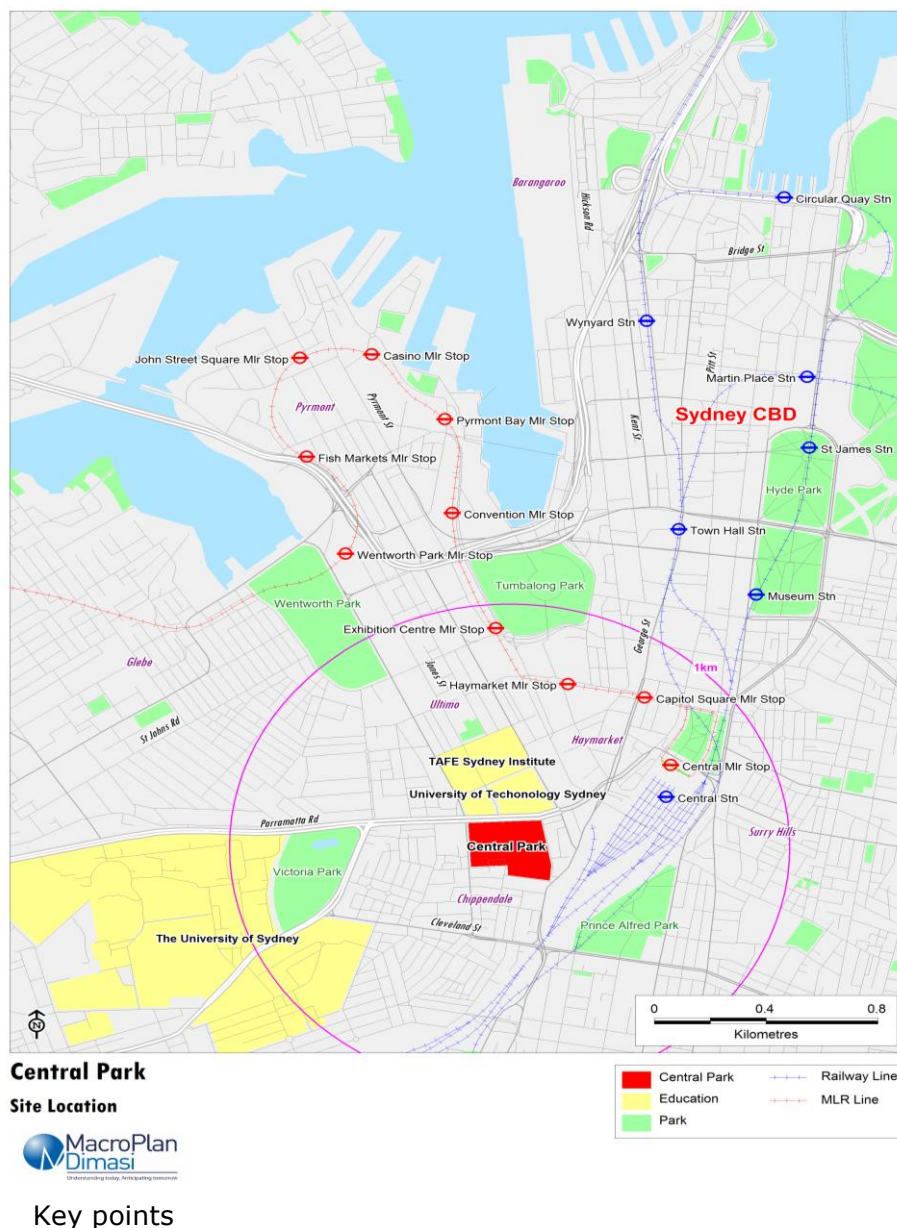 Barangaroo
Hickson Rd
Circular Quay Stn
Bridge St
Wynyard Stn
Pitt St
John Street Square Mlr Stop
Casino Mlr Stop
Martin Place Stn
Pyrmont
Pyrmont St
Pyrmont Bay Mlr Stop
Kent St
Sydney CBD
St James Stn
Fish Markets Mlr Stop
Hyde Park
Convention Mlr Stop
Town Hall Stn
Wentworth Park Mlr Stop
Tumbalong Park
Wentworth Park
Museum Stn
Exhibition Centre Mlr Stop
George St
Glebe
Jones St
1km
Haymarket Mlr Stop
Capitol Square Mlr Stop
Ultimo
St Johns Rd
Haymarket
TAFE Sydney Institute
Central Mlr Stop
University of Techonology Sydney
Central Stn
Parramatta Rd
Surry Hills
Central Park
Victoria Park
Chippendale
Cleveland St
Prince Alfred Park
The University of Sydney
0 0.4 0.8
Kilometres
N
Central Park
Site Location
Central Park
Education
Park
Railway Line
MLR Line
MacroPlan
Dimasi
Understanding today, Anticipating tomorrow
Key points